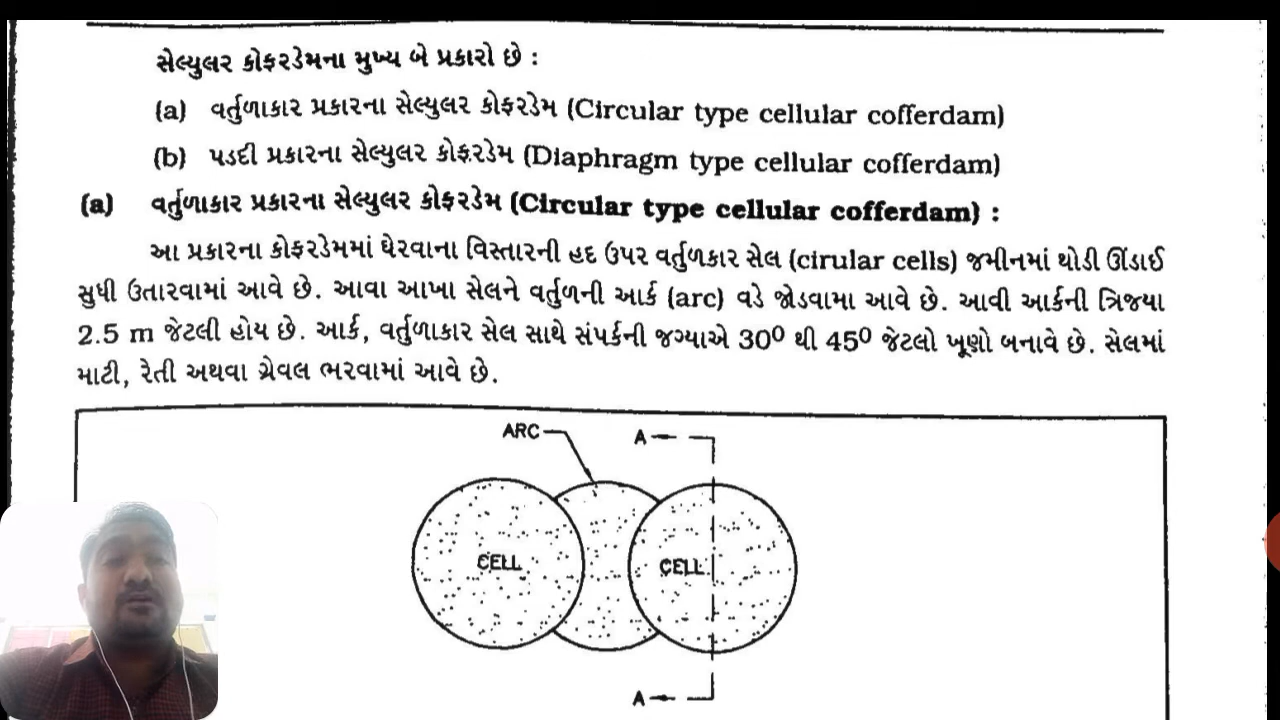 સેલ્યુલર કોફરડેમના મુખ્ય બે પ્રકારો છે :
(a) વર્તુળાકાર પ્રકારના સેલ્યુલર કોફરડેમ (Circular type cellular cofferdam)
(b) પડદી પ્રકારના સેલ્યુલર કોફરડેમ (Diaphragm type cellular cofferdam)
(a) વર્તુળાકાર પ્રકારના સેલ્યુલર કોફરડેમ (Circular type cellular cofferdam) :
આ પ્રકારના કોફરડેમમાં ઘેરવાના વિસ્તારની હદ ઉપર વર્તુળકાર સેલ (cirular cells) જમીનમાં થોડી ઊંડાઈ
સુધી ઉતારવામાં આવે છે. આવા આખા સેલને વર્તુળની આર્ક (arc) વડે જોડવામા આવે છે. આવી આર્કની ત્રિજયા
2.5 m જેટલી હોય છે. આર્ક, વર્તુળાકાર સેલ સાથે સંપર્કની જગ્યાએ 30⁰ થી 45⁰ જેટલો ખૂણો બનાવે છે. સેલમાં
માટી, રેતી અથવા ગ્રેવલ ભરવામાં આવે છે.
ARC
A
CELL
CELL
A